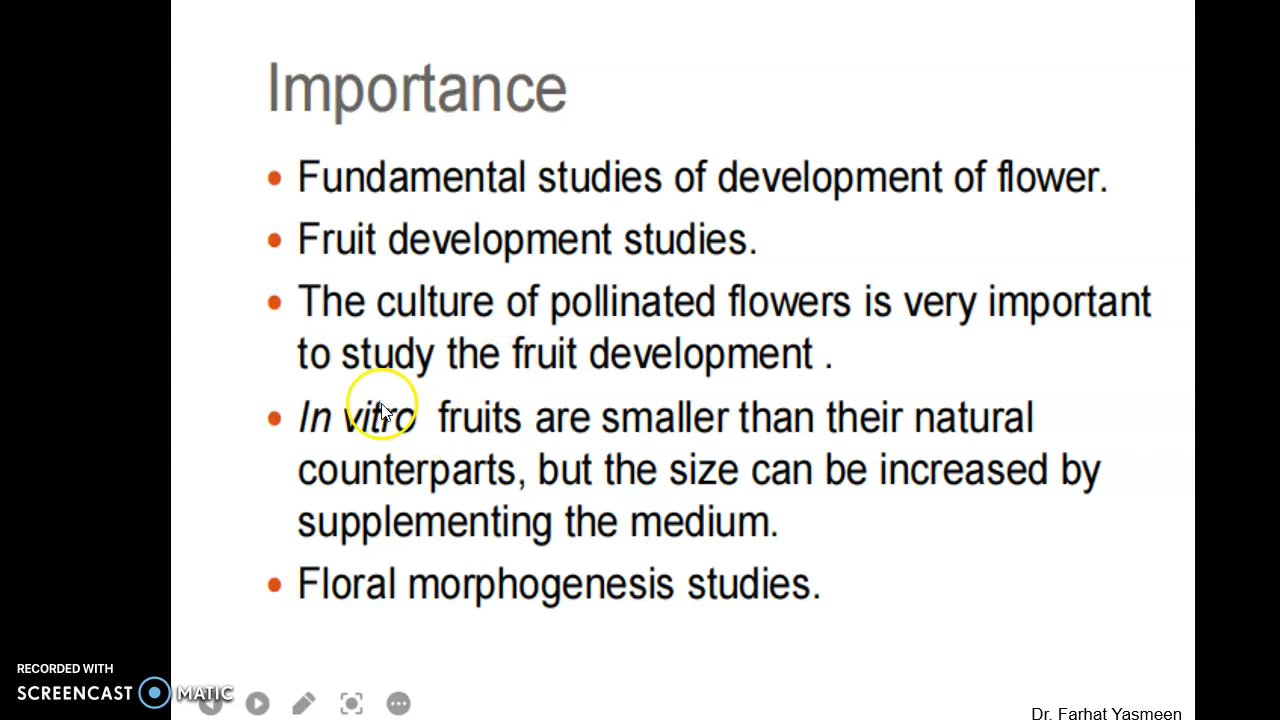 Importance
• Fundamental studies of development of flower.
• Fruit development studies.
• The culture of pollinated flowers is very important
to study the fruit development .
• In vitro fruits are smaller than their natural
counterparts, but the size can be increased by
supplementing the medium.
• Floral morphogenesis studies.
RECORDED WITH
SCREENCAST MATIC
Dr. Farhat Yasmeen